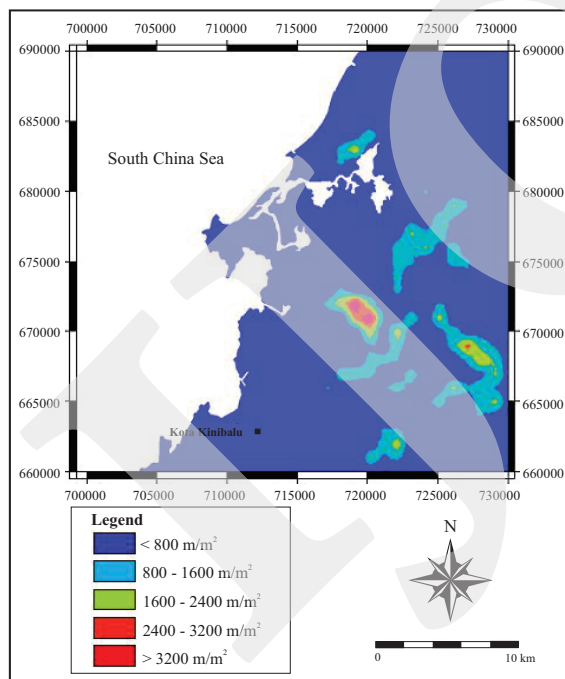 700000 705000 710000 715000 720000 725000 730000
690000 690000
685000 685000
South China Sea
680000 680000
675000 675000
670000 670000
665000 665000
Kota Kinibalu
660000 660000
700000 705000 710000 715000 720000 725000 730000
Legend
< 800 m/m²
800 - 1600 m/m²
1600 - 2400 m/m²
2400 - 3200 m/m²
> 3200 m/m²
N
0 10 km